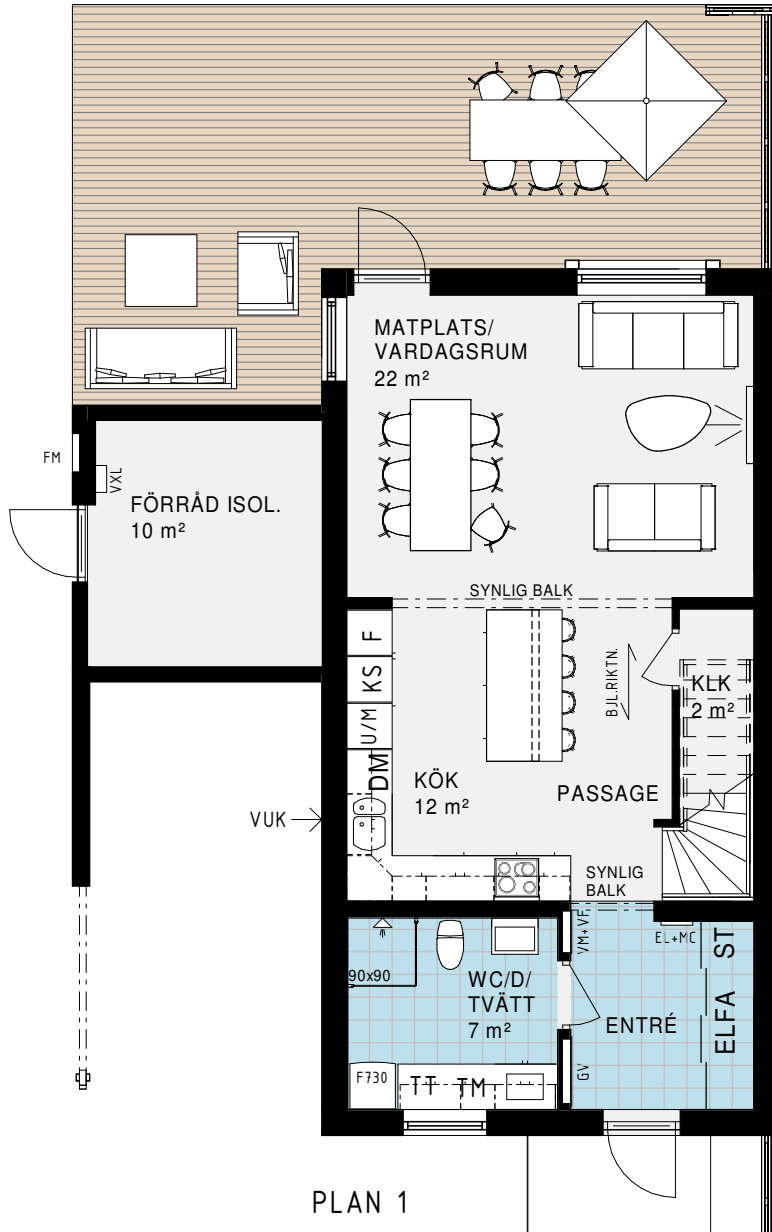 MATPLATS/
VARDAGSRUM
22 m²
FM
VXL
FÖRRÅD ISOL.
10 m²
SYNLIG BALK
F
KS
U/M
DM
BJL.RIKTN.
KLK
2 m²
KÖK
12 m²
PASSAGE
VUK
SYNLIG
BALK
VM+VF
EL+MC
ST
ELFA
90x90
WC/D/
TVÄTT
7 m²
ENTRÉ
GV
F730
TT
TM
PLAN 1